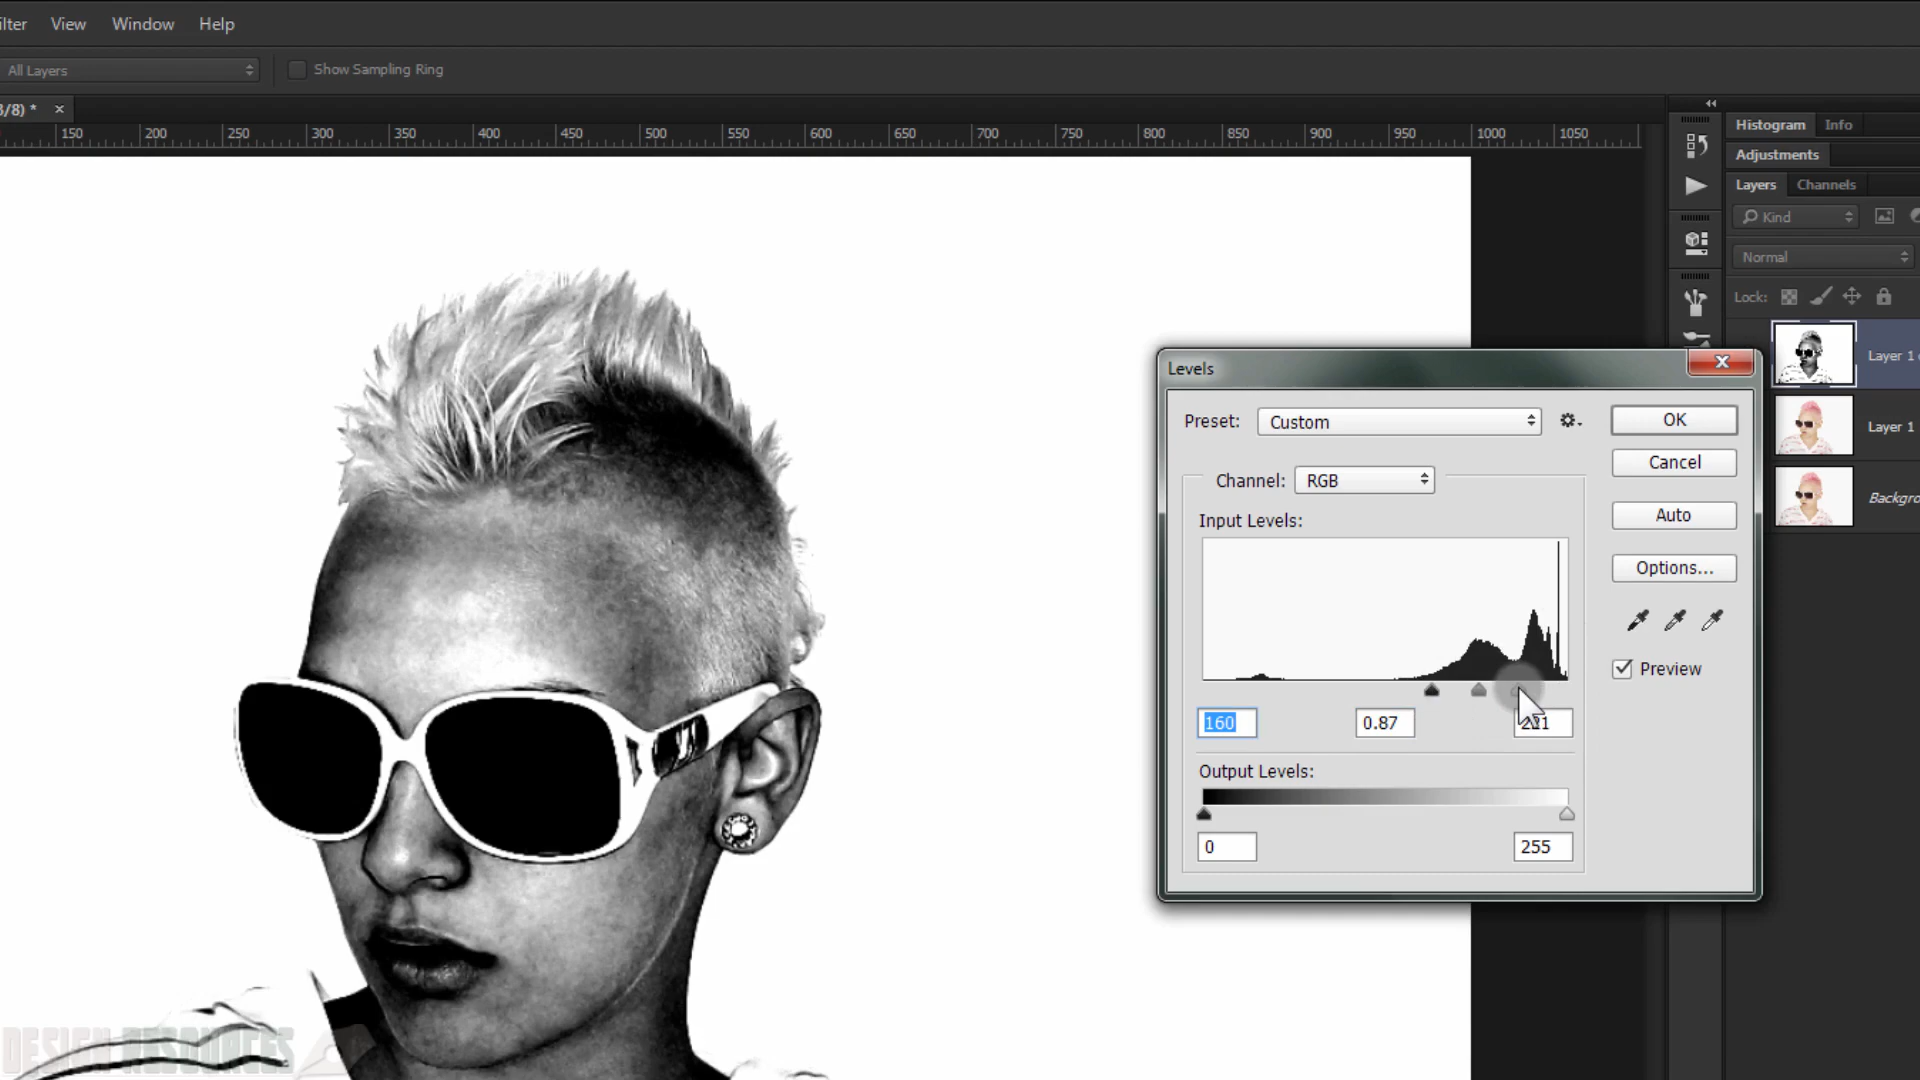 ilter View Window Help
All Layers Show Sampling Ring
3/8) * ×
150 200 250 300 350 400 450 500 550 600 650 700 750 800 850 900 950 1000 1050
Histogram Info
Adjustments
Layers Channels
Kind
Normal
Lock:
Layer 1
Layer 1
Backgro
Levels
Preset: Custom OK
Cancel
Channel: RGB
Auto
Input Levels:
Options...
Preview
160 0.87 221
Output Levels:
0 255
DESIGN RESOURCES